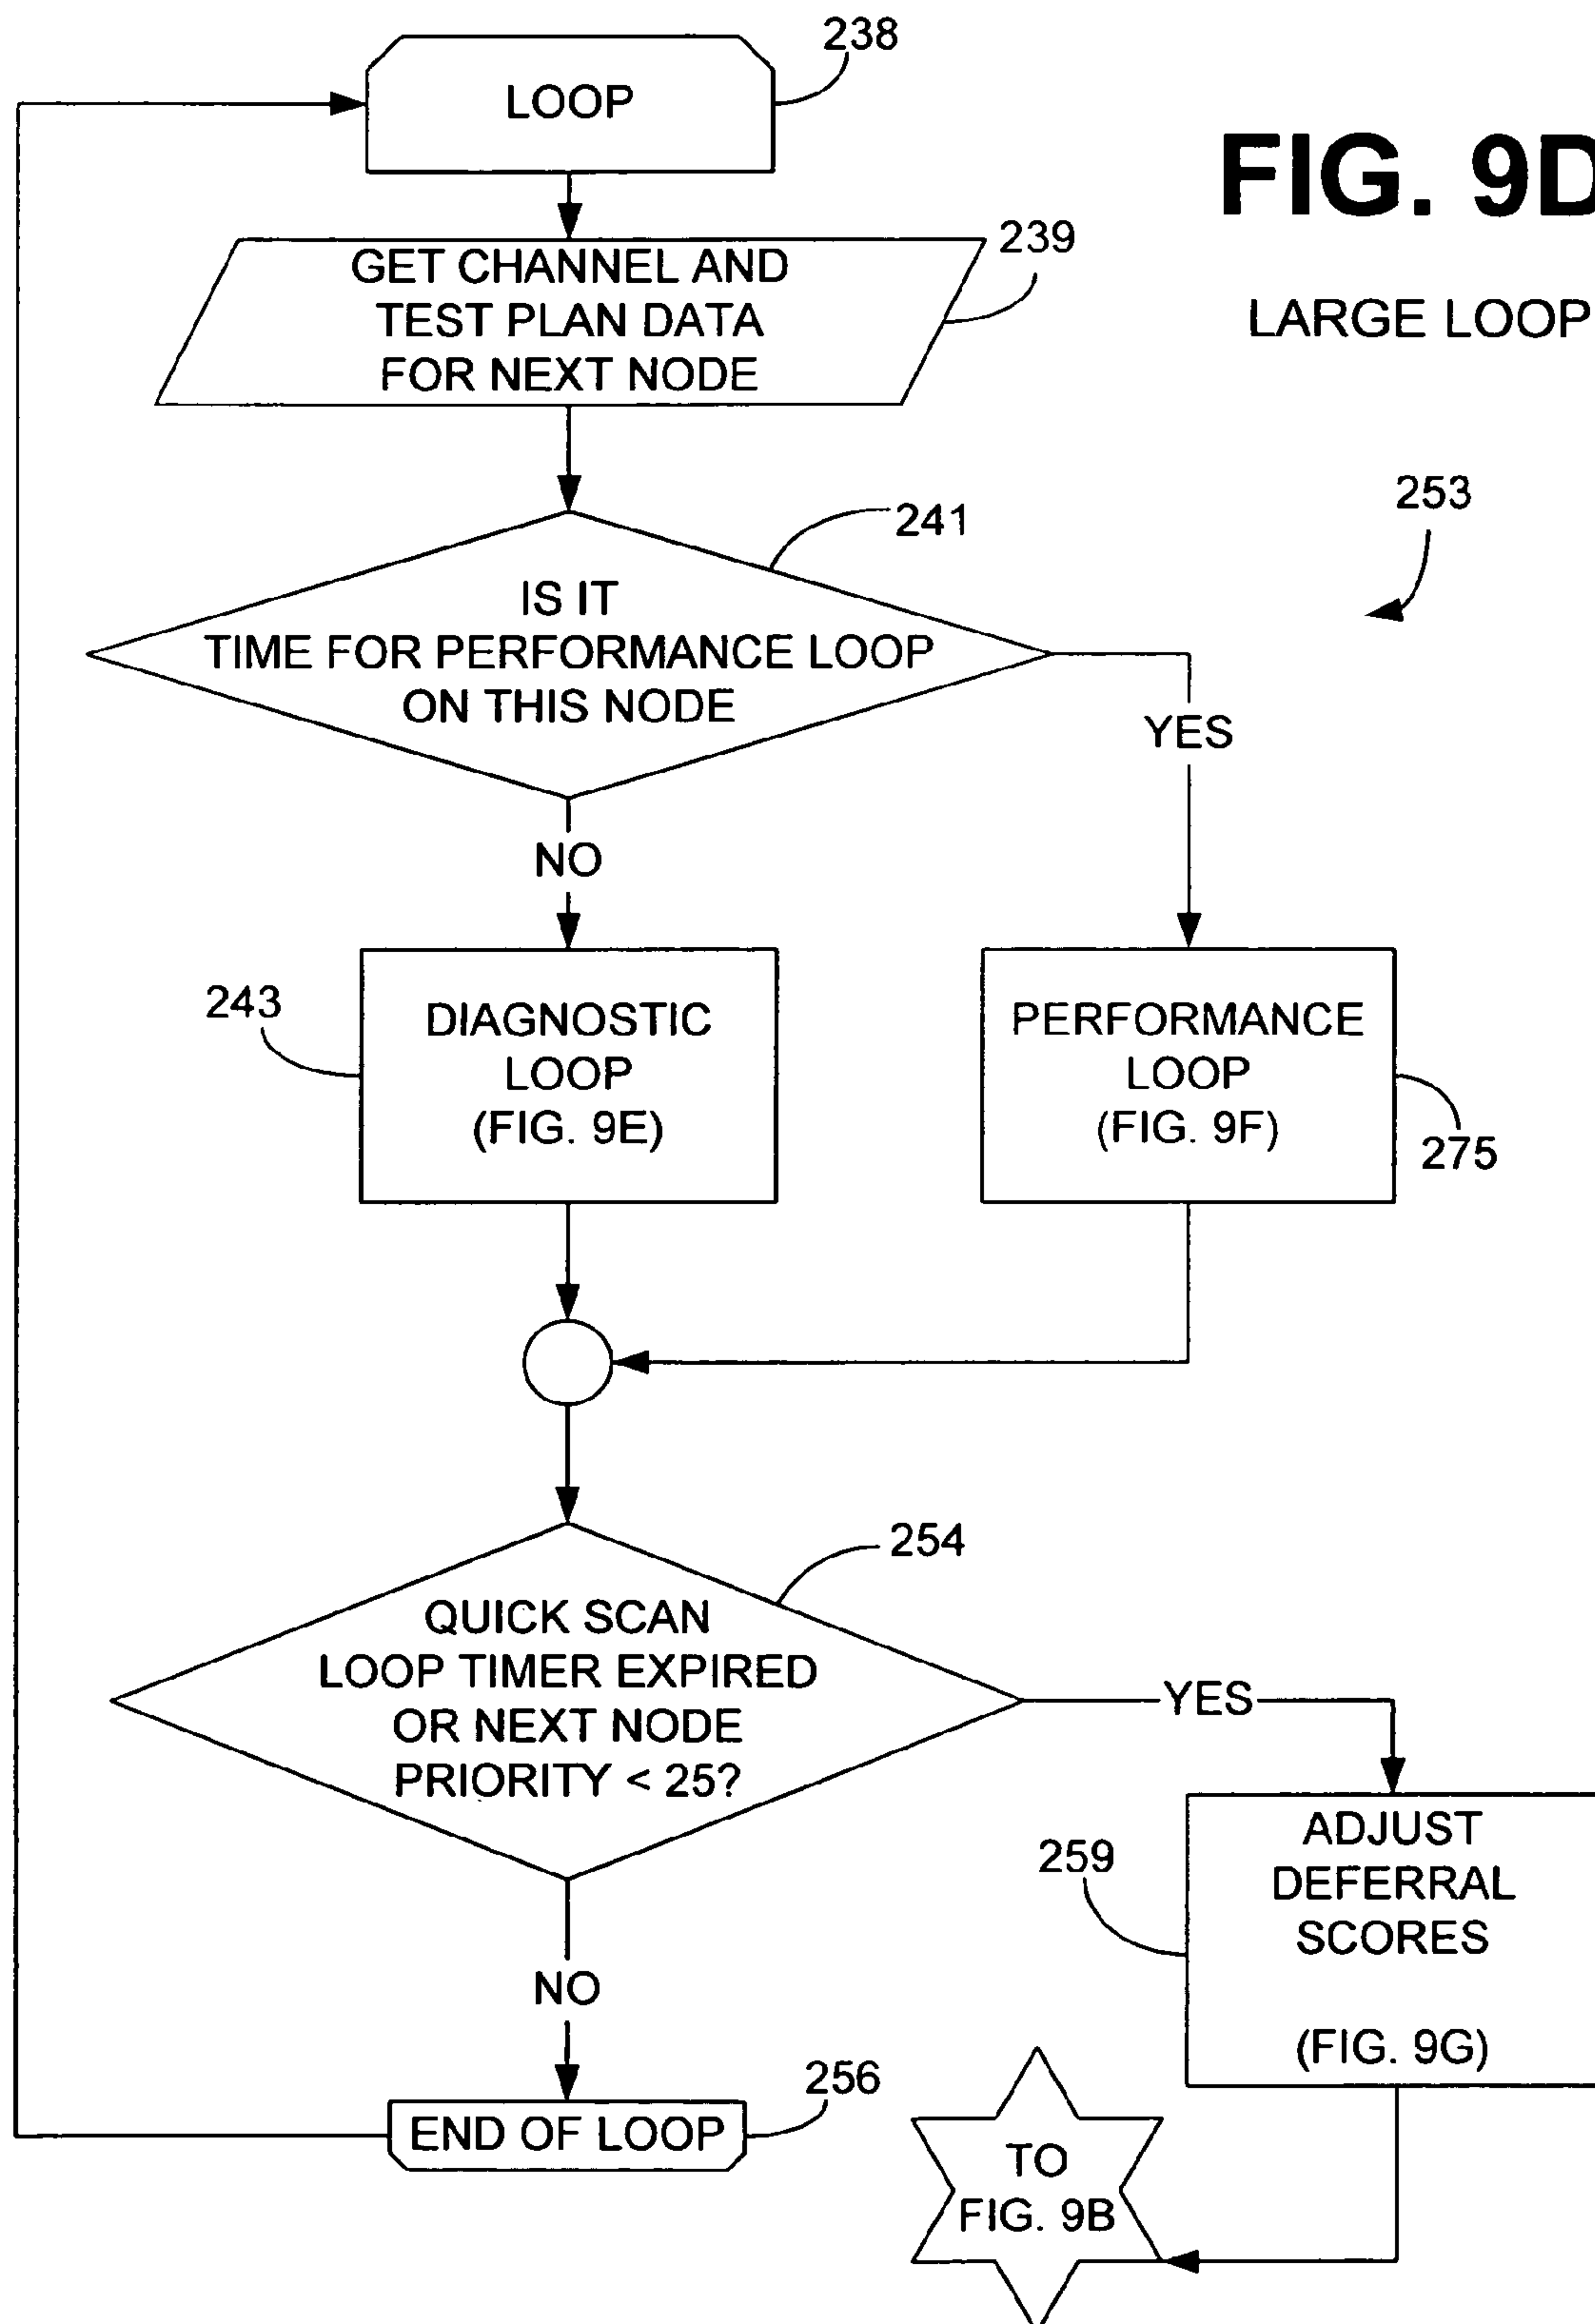 238
LOOP
FIG. 9D
239
GET CHANNEL AND
TEST PLAN DATA
FOR NEXT NODE
LARGE LOOP
253
241
IS IT
TIME FOR PERFORMANCE LOOP
ON THIS NODE
YES
NO
243
DIAGNOSTIC
LOOP
(FIG. 9E)
PERFORMANCE
LOOP
(FIG. 9F)
275
254
QUICK SCAN
LOOP TIMER EXPIRED
OR NEXT NODE
PRIORITY < 25?
YES
259
ADJUST
DEFERRAL
SCORES
(FIG. 9G)
NO
256
END OF LOOP
TO
FIG. 9B